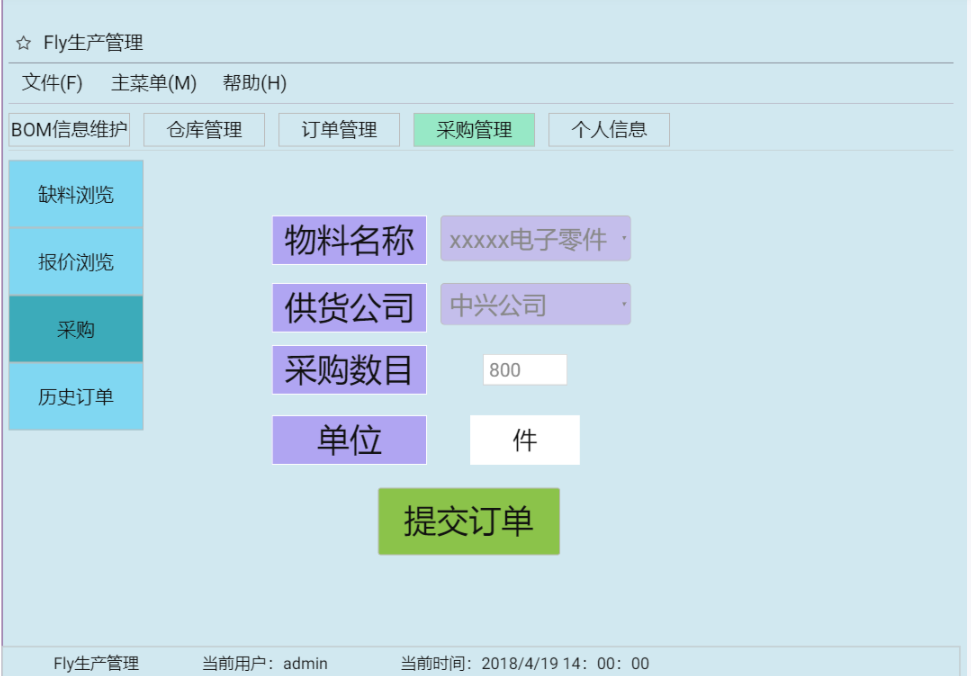 ☆ Fly生产管理
文件(F) 主菜单(M) 帮助(H)
BOM信息维护 仓库管理 订单管理 采购管理 个人信息
缺料浏览
物料名称 xxxxx电子零件
报价浏览
供货公司 中兴公司
采购
采购数目 800
历史订单
单位 件
提交订单
Fly生产管理 当前用户：admin 当前时间：2018/4/19 14：00：00